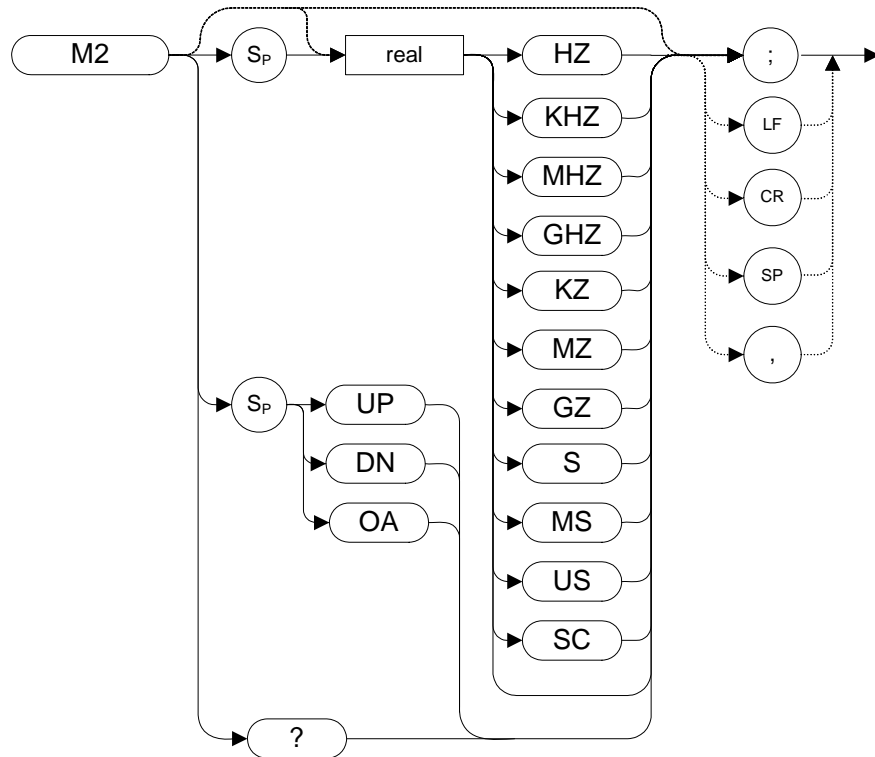 M2 SP real HZ ;
KHZ LF
MHZ CR
GHZ SP
KZ
MZ ,
SP UP GZ
DN S
OA MS
US
SC
?